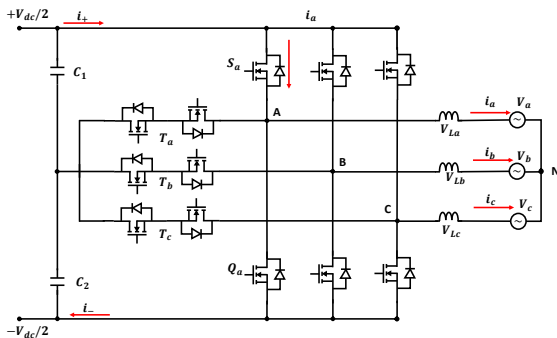 +V_dc/2
i_+
i_a
S_a
C_1
A
i_a
V_a
T_a
V_La
B
i_b
V_b
N
T_b
V_Lb
C
i_c
V_c
T_c
V_Lc
C_2
Q_a
i_−
−V_dc/2